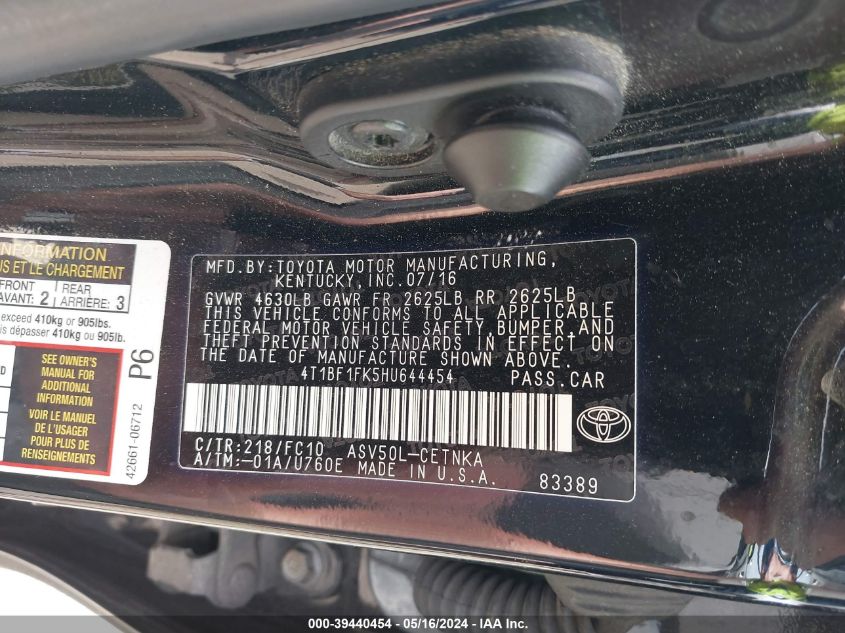 INFORMATION
US ET LE CHARGEMENT
FRONT
AVANT: 2
REAR
ARRIÈRE: 3
exceed 410kg or 905lbs.
is dépasser 410kg ou 905lb.
SEE OWNER'S
MANUAL FOR
ADDITIONAL
INFORMATION
VOIR LE MANUEL
DE L'USAGER
POUR PLUS DE
RENSEIGNEMENTS
P6
42661-06712
MFD. BY: TOYOTA MOTOR MANUFACTURING,
KENTUCKY, INC. 07/16
GVWR 4630LB GAWR FR 2625LB RR 2625LB
THIS VEHICLE CONFORMS TO ALL APPLICABLE
FEDERAL MOTOR VEHICLE SAFETY, BUMPER, AND
THEFT PREVENTION STANDARDS IN EFFECT ON
THE DATE OF MANUFACTURE SHOWN ABOVE.
4T1BF1FK5HU644454 PASS. CAR
C/TR: 218/FC10 ASV50L-CETNKA
A/TM: -01A/U760E MADE IN U.S.A.
83389
000-39440454 - 05/16/2024 - IAA Inc.